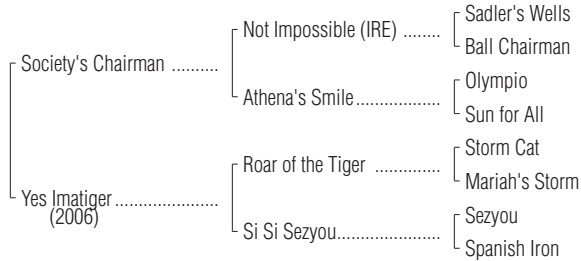 Sadler's Wells
Not Impossible (IRE) ........
Ball Chairman
Society's Chairman ..........
Olympio
Athena's Smile..................
Sun for All
Storm Cat
Roar of the Tiger ..............
Mariah's Storm
Yes Imatiger......................
(2006)
Sezyou
Si Si Sezyou......................
Spanish Iron